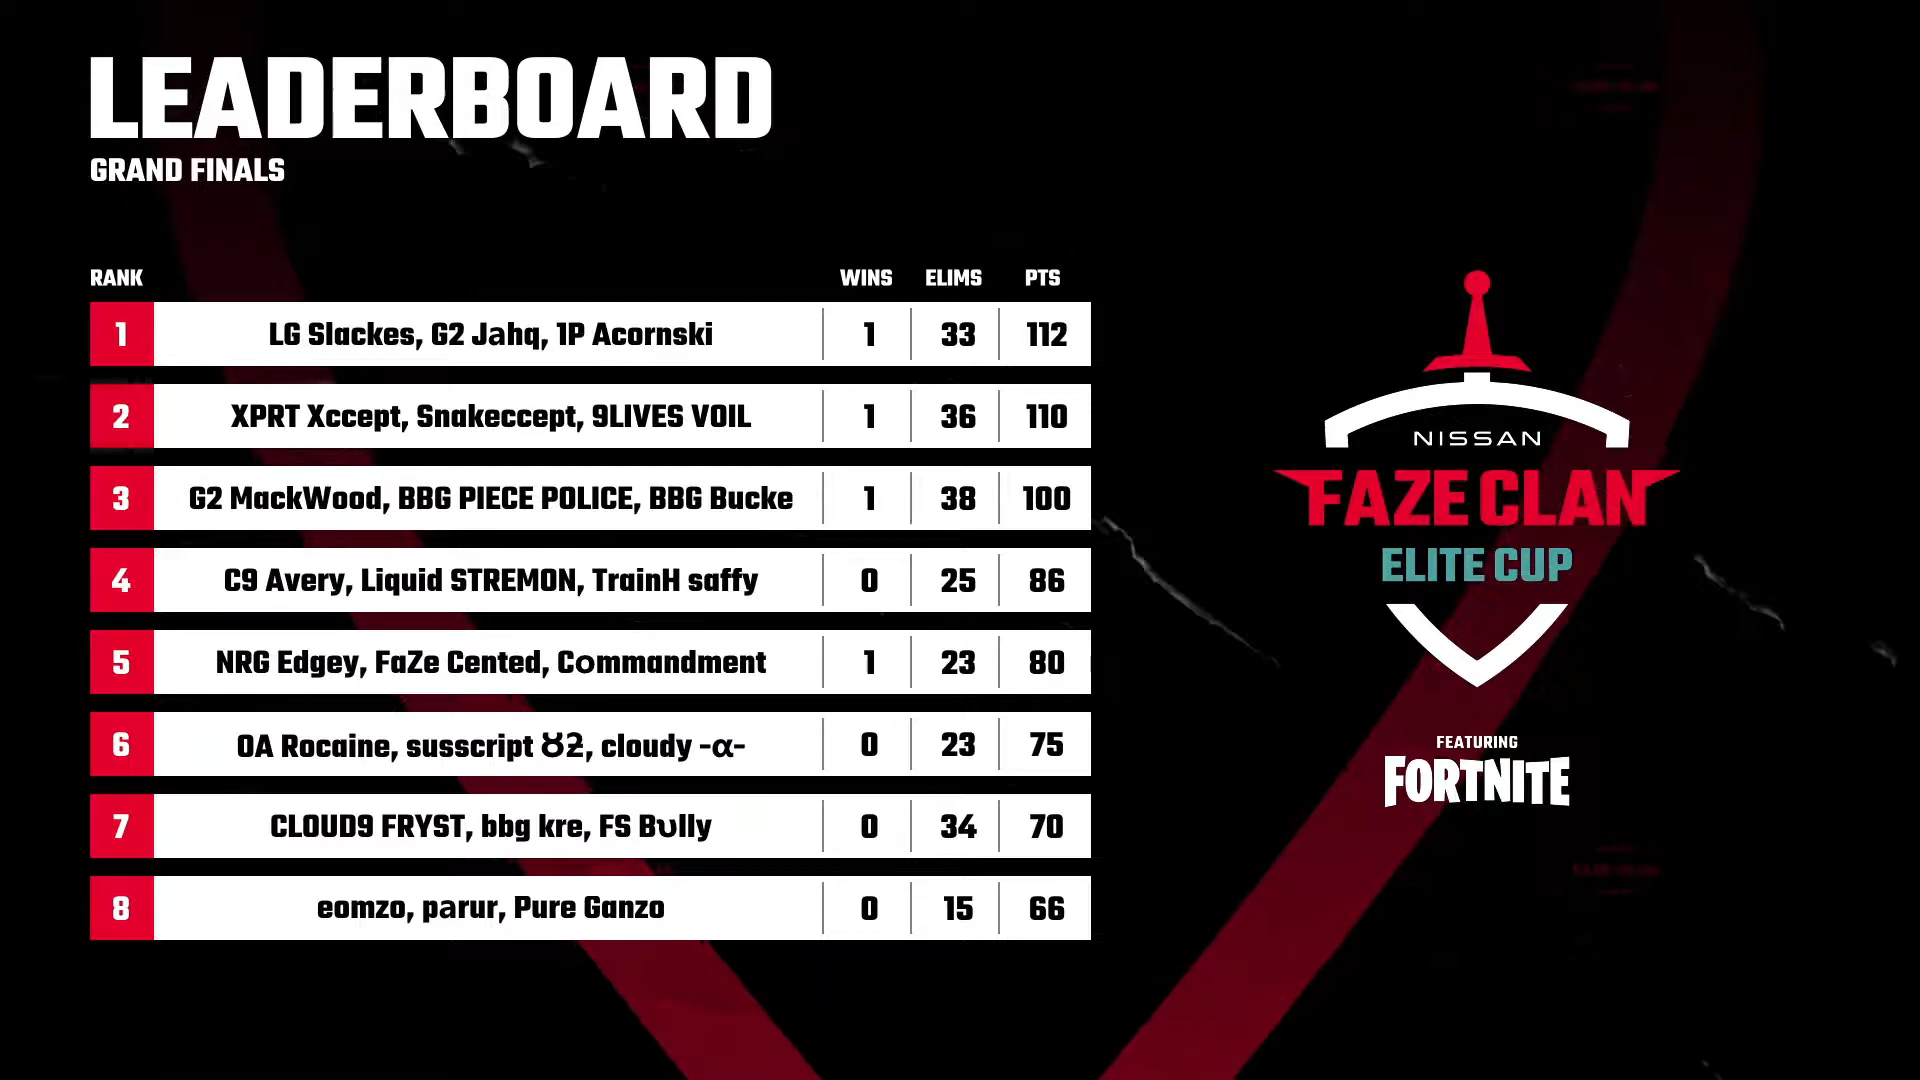 LEADERBOARD
GRAND FINALS
RANK WINS ELIMS PTS
1 LG Slackes, G2 Jahq, 1P Acornski 1 33 112
2 XPRT Xccept, Snakeccept, 9LIVES VOIL 1 36 110
3 G2 MackWood, BBG PIECE POLICE, BBG Bucke 1 38 100
4 C9 Avery, Liquid STREMON, TrainH saffy 0 25 86
5 NRG Edgey, FaZe Cented, Commandment 1 23 80
6 OA Rocaine, susscript ȣƻ, cloudy -α- 0 23 75
7 CLOUD9 FRYST, bbg kre, FS Bυlly 0 34 70
8 eomzo, parur, Pure Ganzo 0 15 66
NISSAN
FAZE CLAN
ELITE CUP
FEATURING
FORTNITE